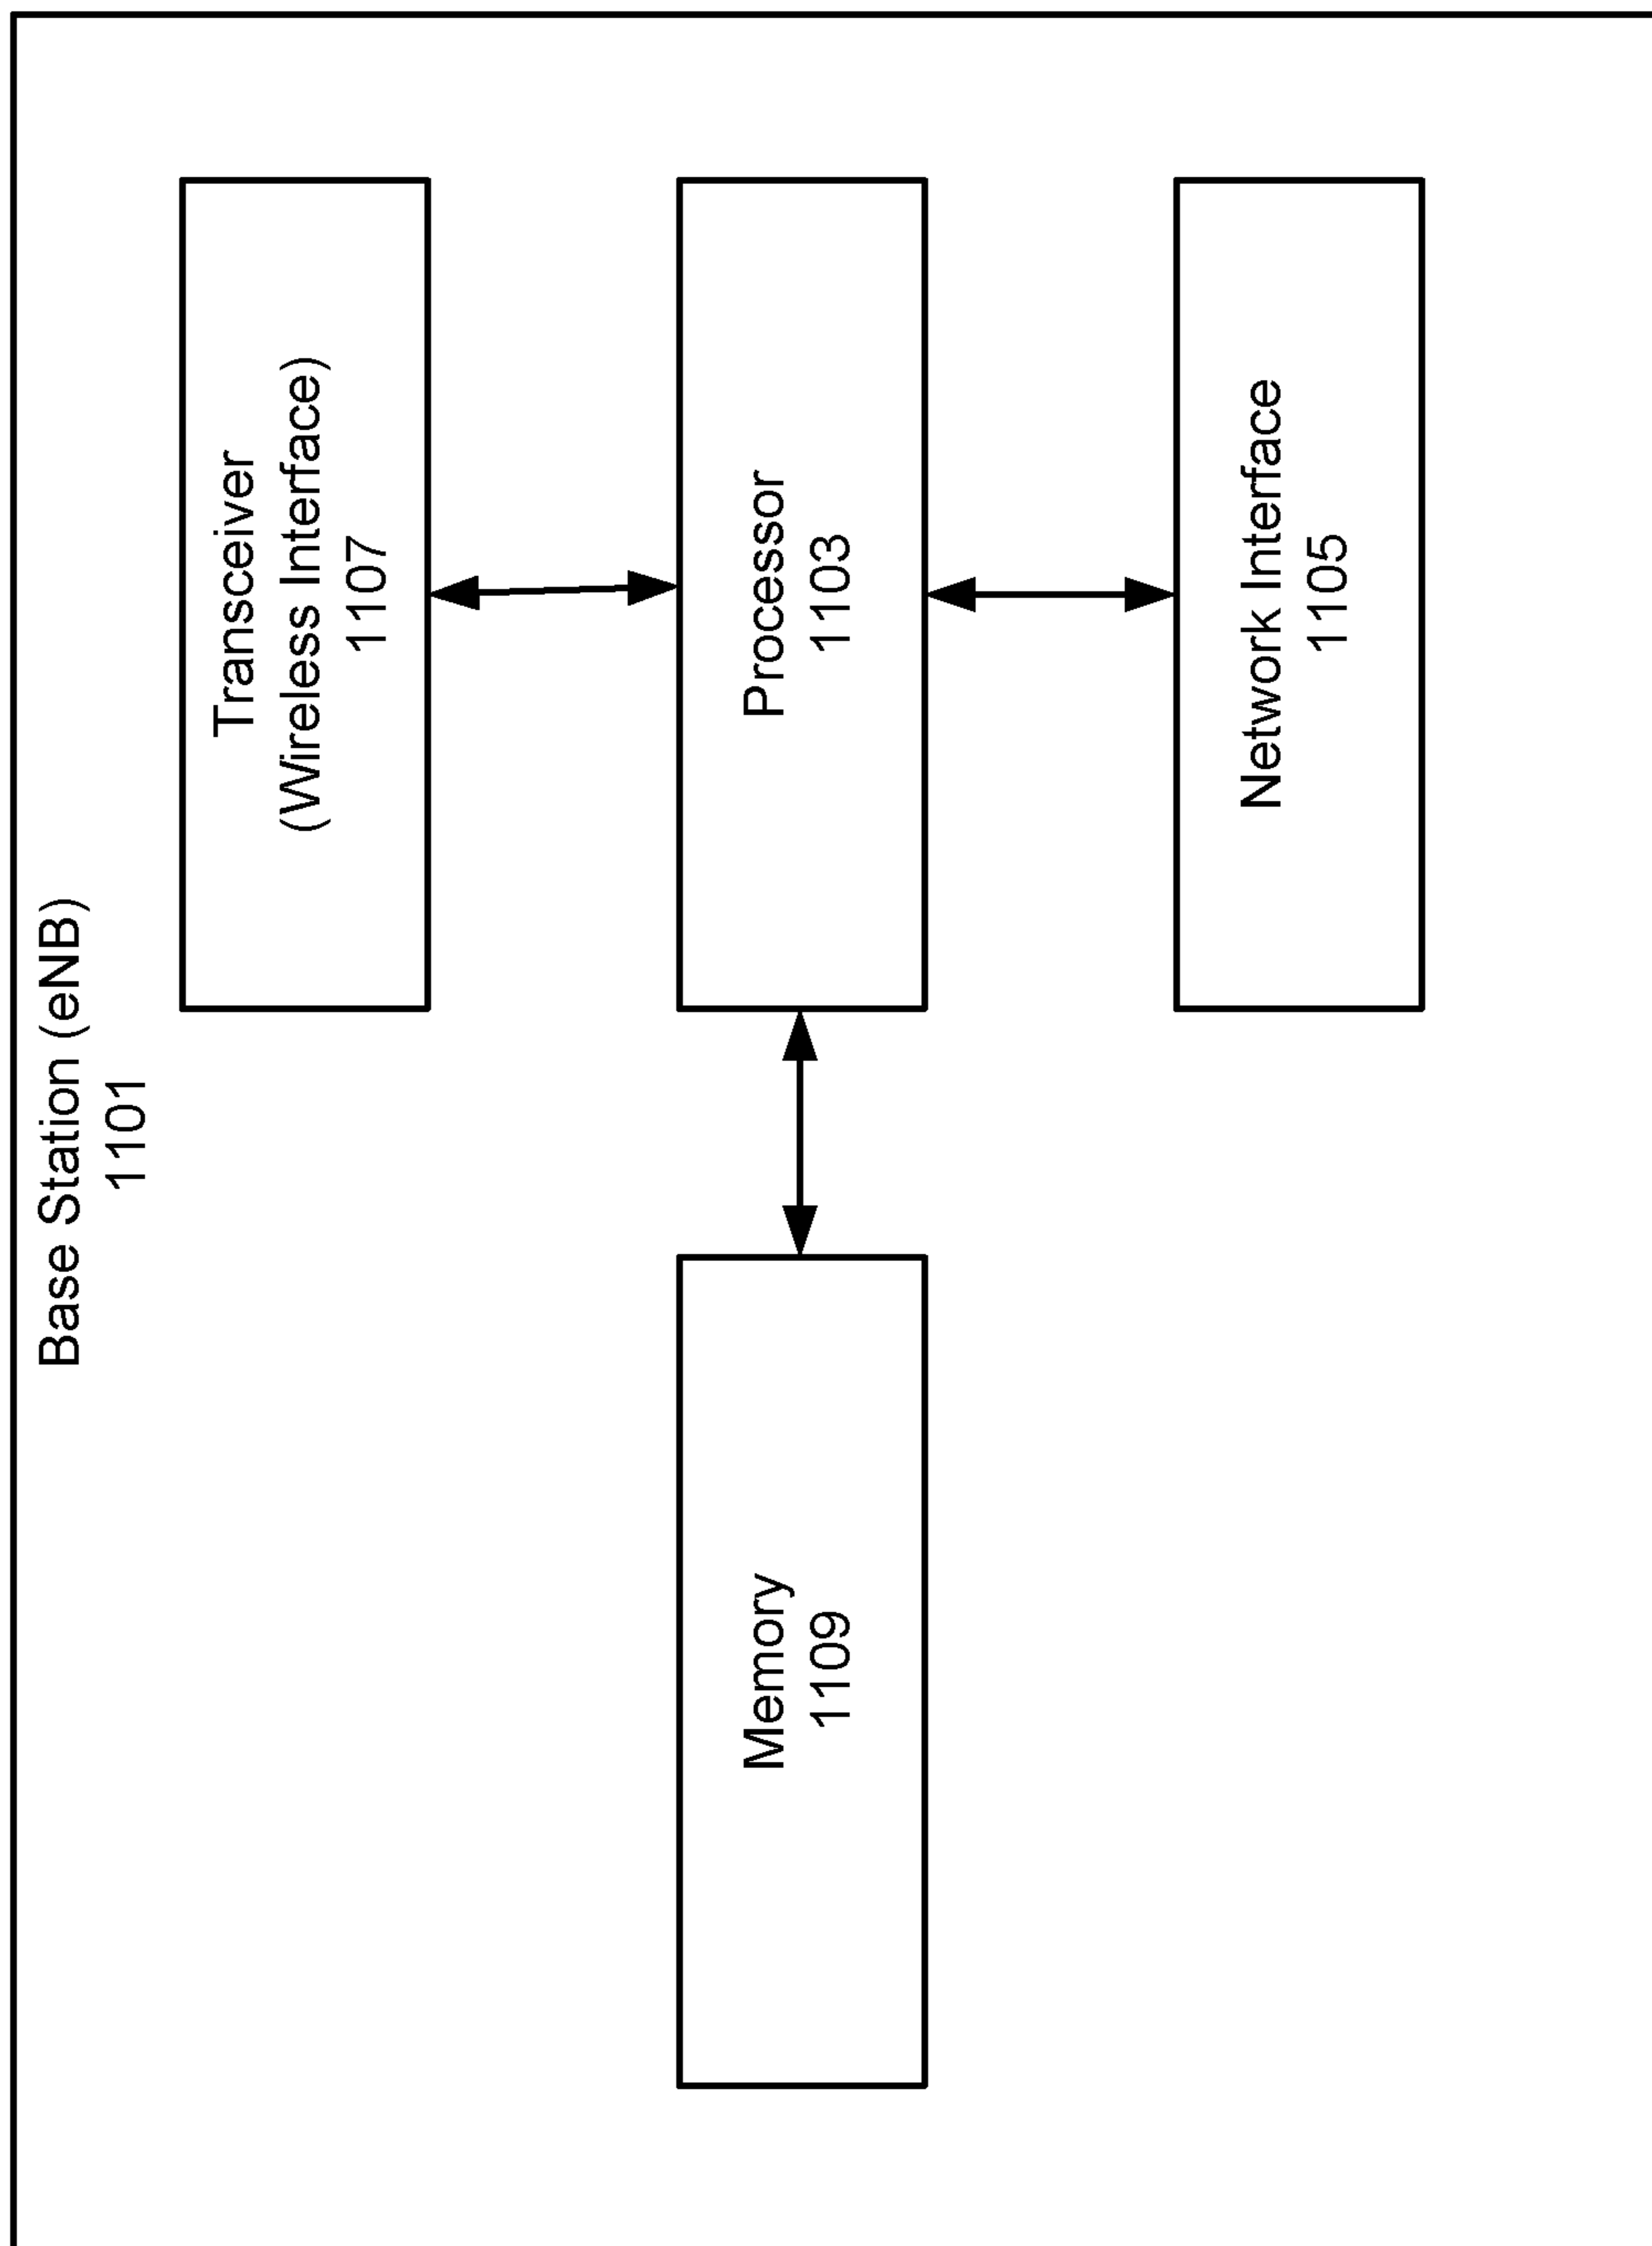 Base Station (eNB)
1101
Memory
1109
Transceiver
(Wireless Interface)
1107
Processor
1103
Network Interface
1105